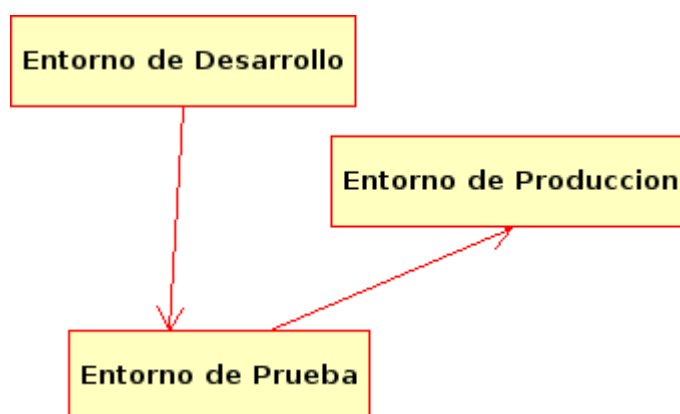 Entorno de Desarrollo
Entorno de Produccion
Entorno de Prueba